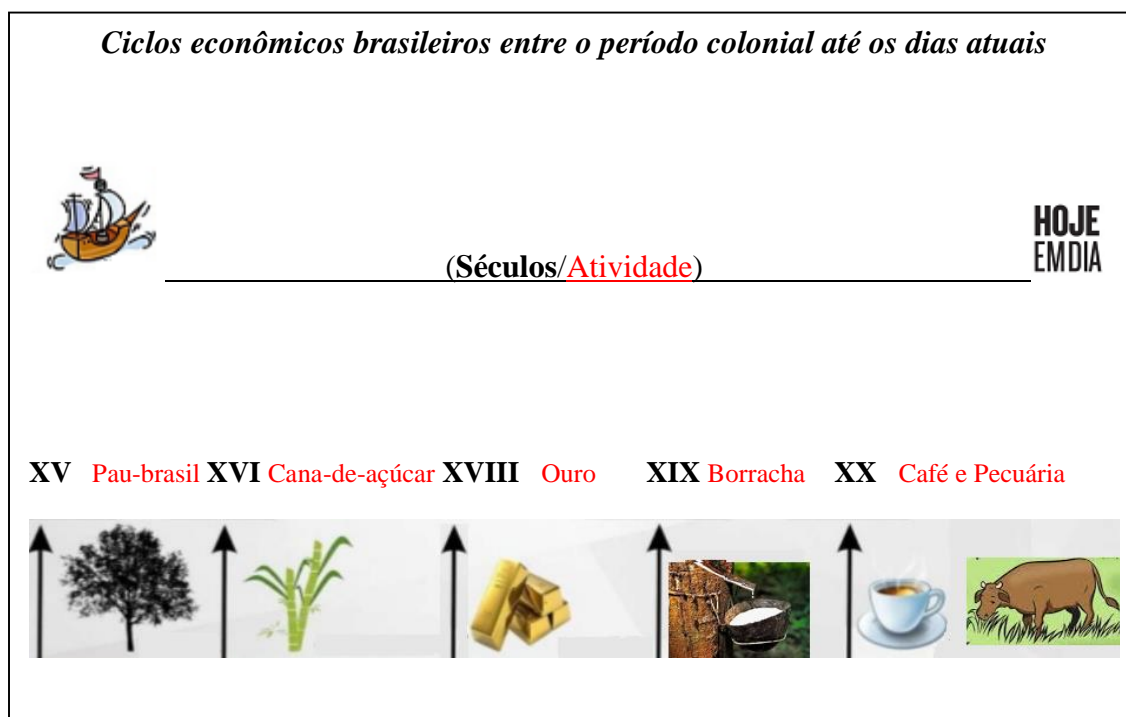 Ciclos econômicos brasileiros entre o período colonial até os dias atuais
HOJE
EM DIA
(Séculos/Atividade)
XV Pau-brasil XVI Cana-de-açúcar XVIII Ouro XIX Borracha XX Café e Pecuária